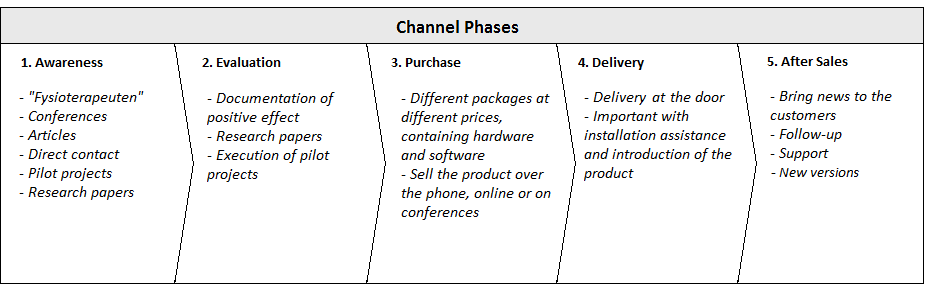 Channel Phases
1. Awareness
- "Fysioterapeuten"
- Conferences
- Articles
- Direct contact
- Pilot projects
- Research papers
2. Evaluation
- Documentation of
positive effect
- Research papers
- Execution of pilot
projects
3. Purchase
- Different packages at
different prices,
containing hardware
and software
- Sell the product over
the phone, online or on
conferences
4. Delivery
- Delivery at the door
- Important with
installation assistance
and introduction of the
product
5. After Sales
- Bring news to the
customers
- Follow-up
- Support
- New versions